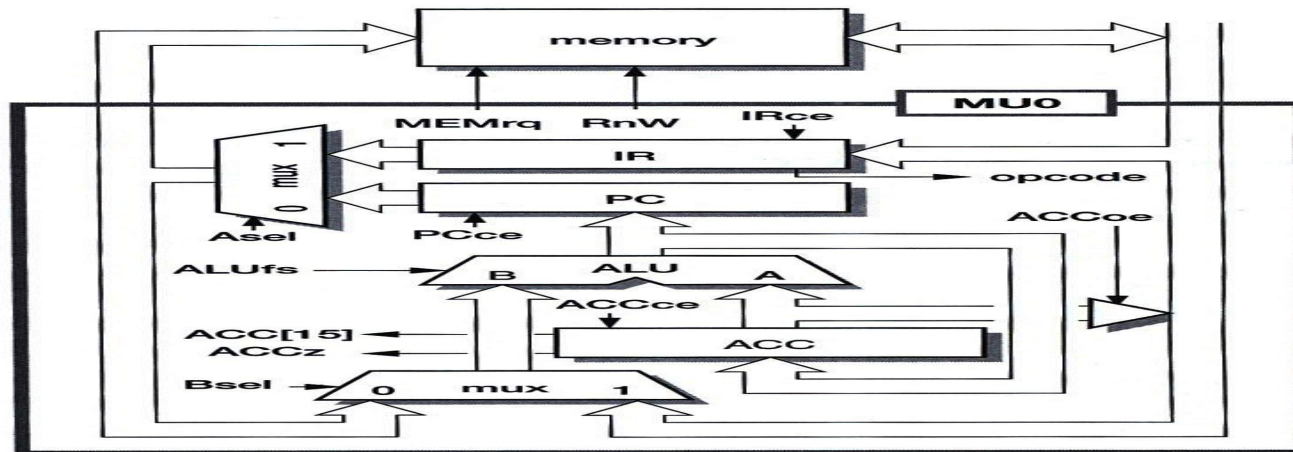 memory
MU0
MEMrq RnW IRce
IR
opcode
mux 1
0
PC
ACCoe
Asel PCce
ALUfs
B ALU A
ACCce
ACC[15]
ACC
ACCz
Bsel
0 mux 1